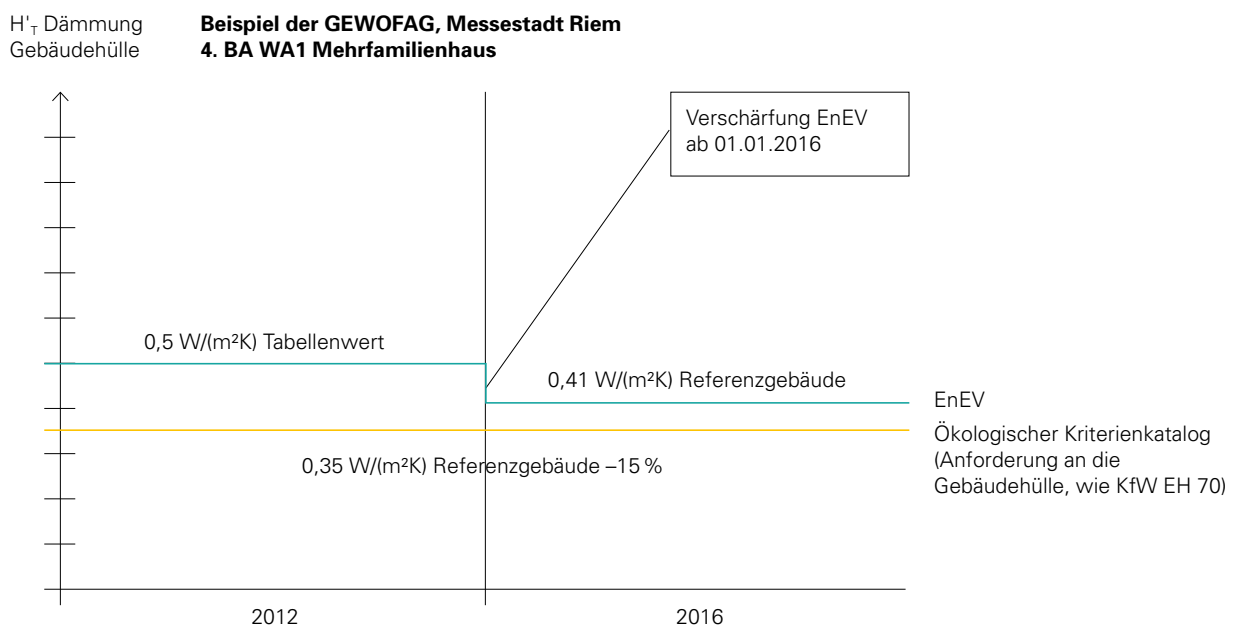 H'T Dämmung
Gebäudehülle
Beispiel der GEWOFAG, Messestadt Riem
4. BA WA1 Mehrfamilienhaus
Verschärfung EnEV
ab 01.01.2016
0,5 W/(m²K) Tabellenwert
0,41 W/(m²K) Referenzgebäude
EnEV
Ökologischer Kriterienkatalog
(Anforderung an die
Gebäudehülle, wie KfW EH 70)
0,35 W/(m²K) Referenzgebäude –15 %
2012
2016